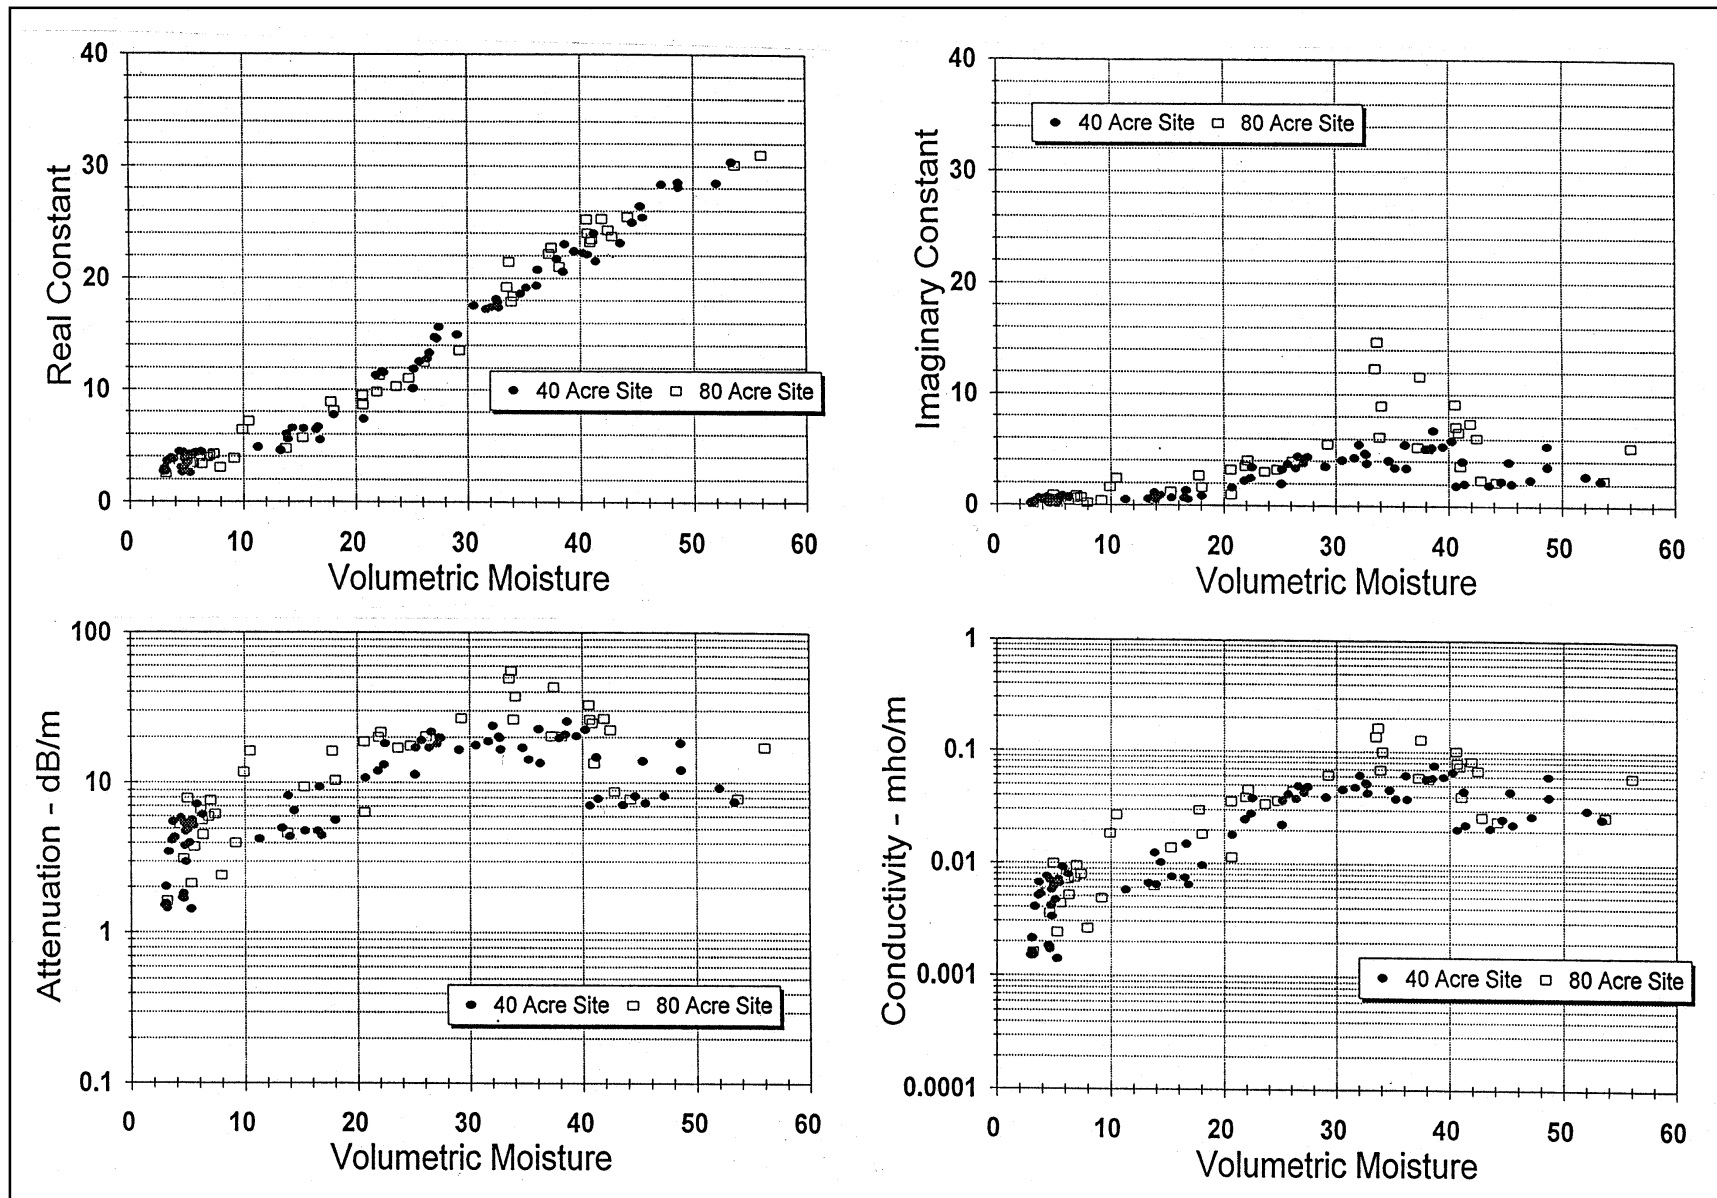 40
30
20
10
0
Real Constant
40 Acre Site 80 Acre Site
0 10 20 30 40 50 60
Volumetric Moisture
40
30
20
10
0
Imaginary Constant
40 Acre Site 80 Acre Site
0 10 20 30 40 50 60
Volumetric Moisture
100
10
1
0.1
Attenuation - dB/m
40 Acre Site 80 Acre Site
0 10 20 30 40 50 60
Volumetric Moisture
1
0.1
0.01
0.001
0.0001
Conductivity - mho/m
40 Acre Site 80 Acre Site
0 10 20 30 40 50 60
Volumetric Moisture